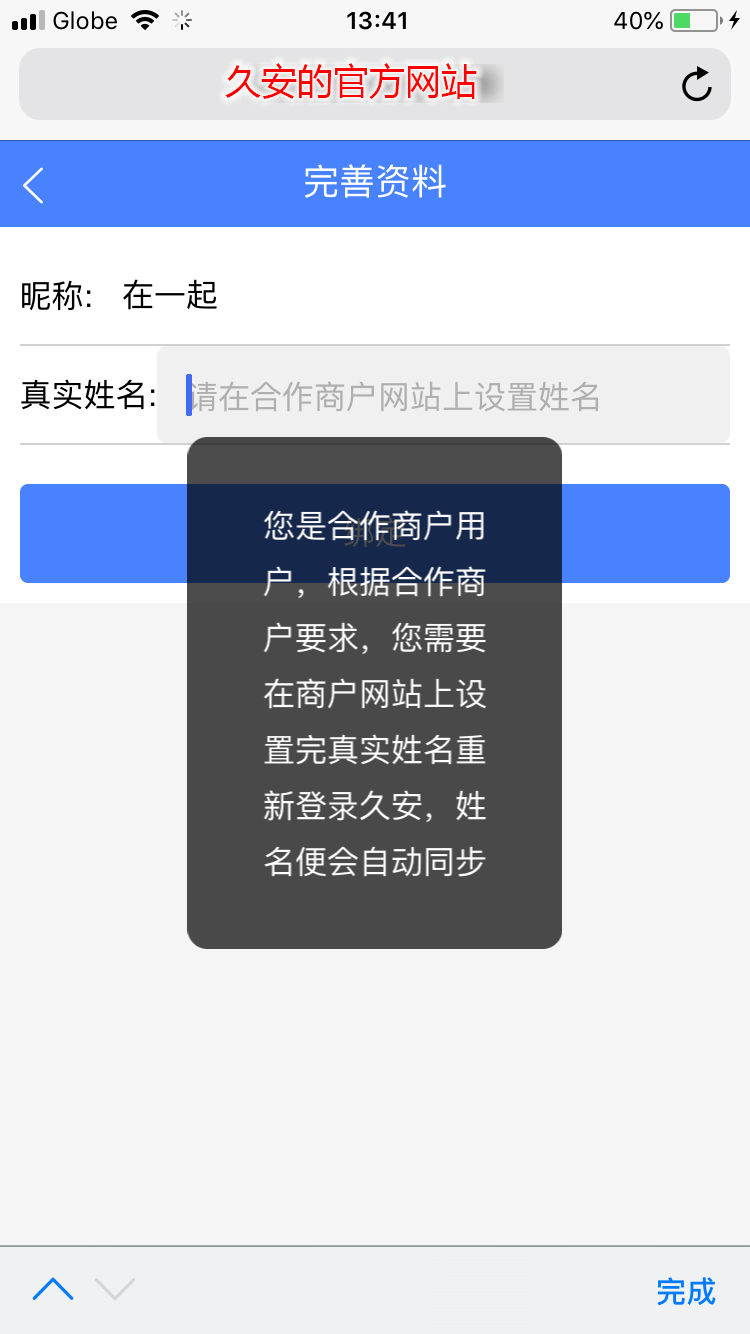 Globe 13:41 40%
久安的官方网站
完善资料
昵称: 在一起
真实姓名: 请在合作商户网站上设置姓名
绑定
您是合作商户用
户，根据合作商
户要求，您需要
在商户网站上设
置完真实姓名重
新登录久安，姓
名便会自动同步
完成